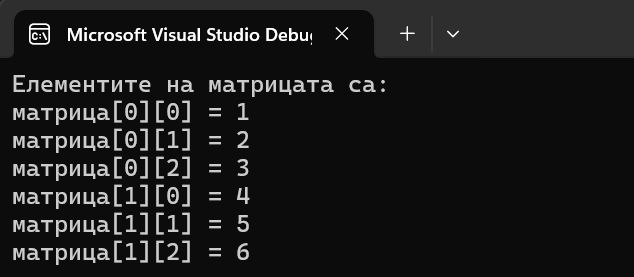 Microsoft Visual Studio Debu
Елементите на матрицата са:
матрица[0][0] = 1
матрица[0][1] = 2
матрица[0][2] = 3
матрица[1][0] = 4
матрица[1][1] = 5
матрица[1][2] = 6